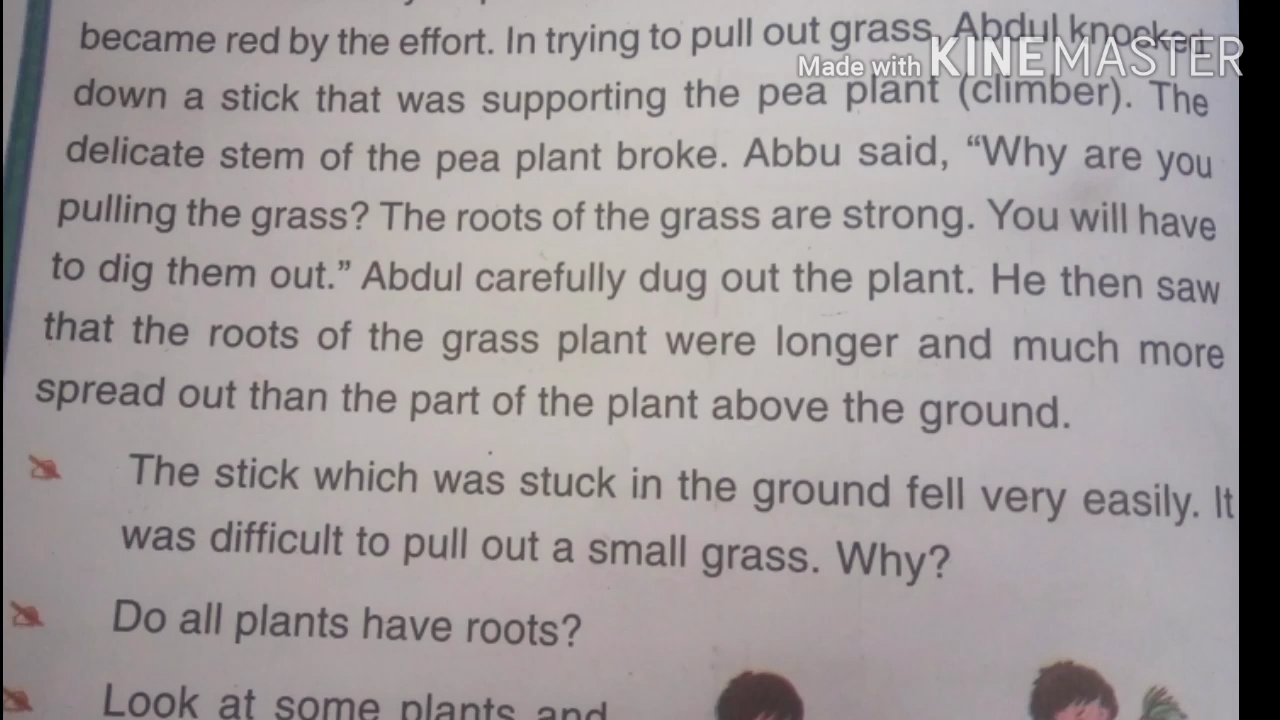 became red by the effort. In trying to pull out grass, Abdul knocked
Made with KINEMASTER
down a stick that was supporting the pea plant (climber). The
delicate stem of the pea plant broke. Abbu said, “Why are you
pulling the grass? The roots of the grass are strong. You will have
to dig them out.” Abdul carefully dug out the plant. He then saw
that the roots of the grass plant were longer and much more
spread out than the part of the plant above the ground.
The stick which was stuck in the ground fell very easily. It
was difficult to pull out a small grass. Why?
Do all plants have roots?
Look at some plants and